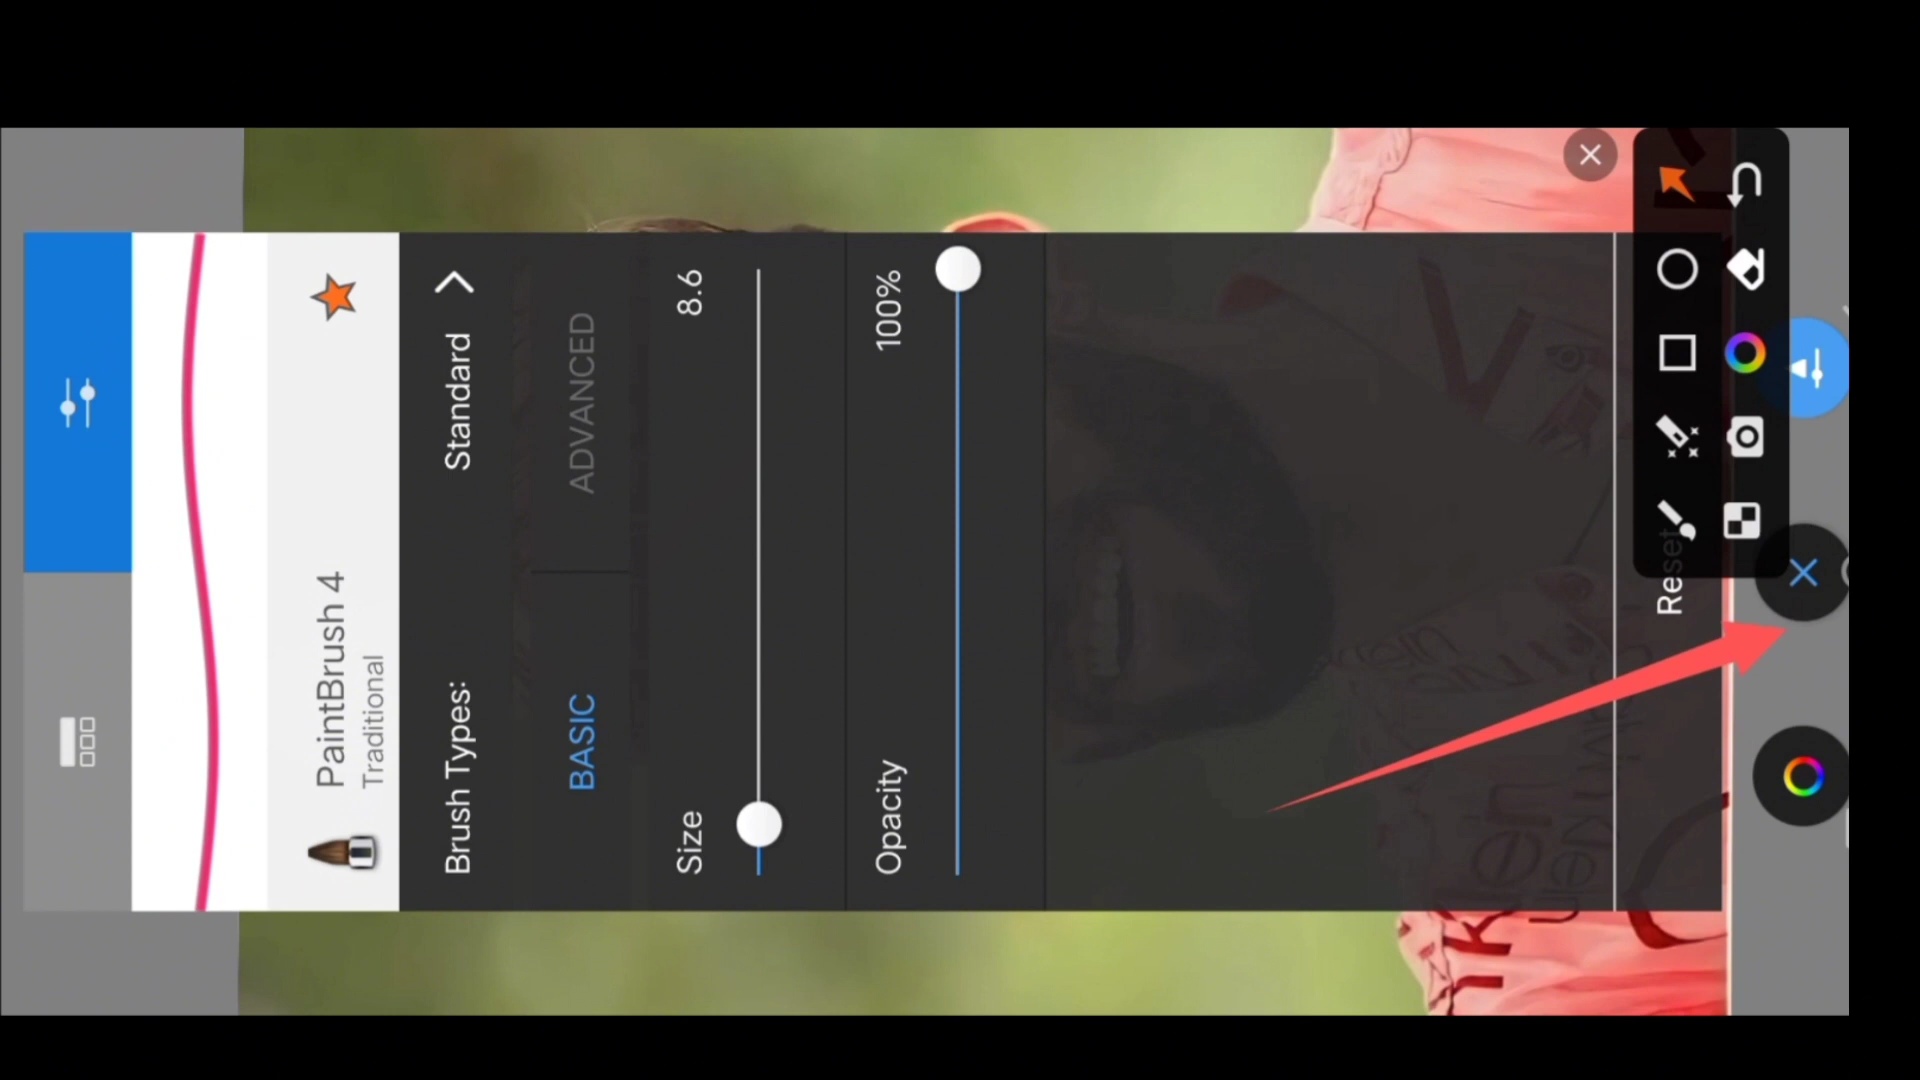 PaintBrush 4
Traditional
Brush Types: Standard
BASIC ADVANCED
Size 8.6
Opacity 100%
Reset